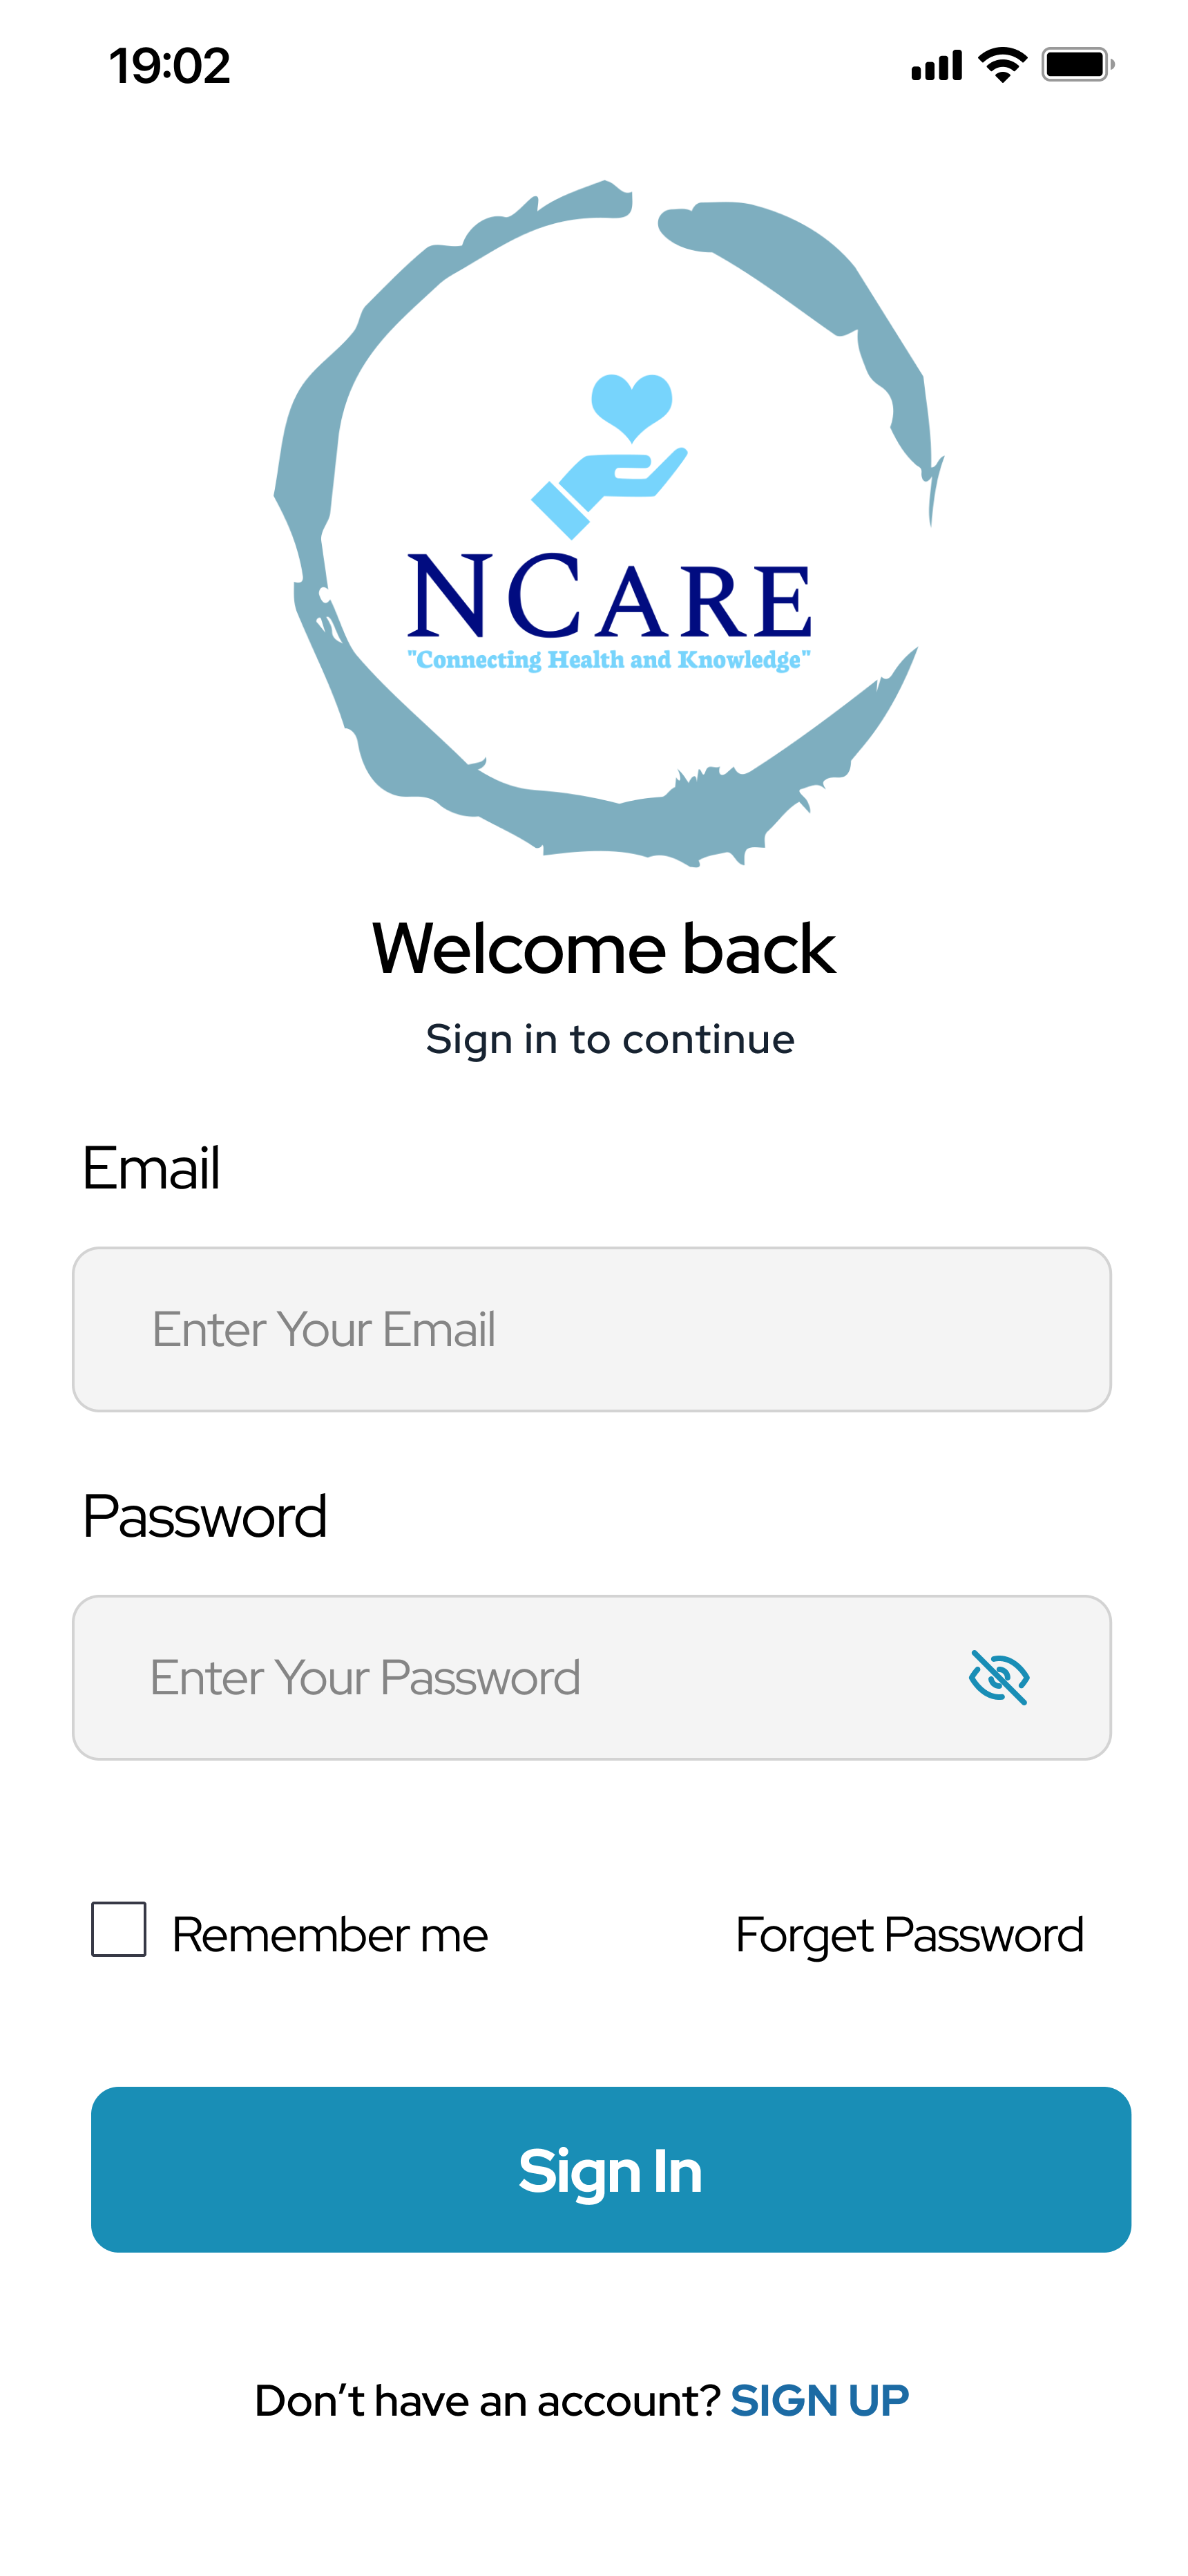 19:02
NCARE
"Connecting Health and Knowledge"
Welcome back
Sign in to continue
Email
Enter Your Email
Password
Enter Your Password
Remember me Forget Password
Sign In
Don’t have an account? SIGN UP